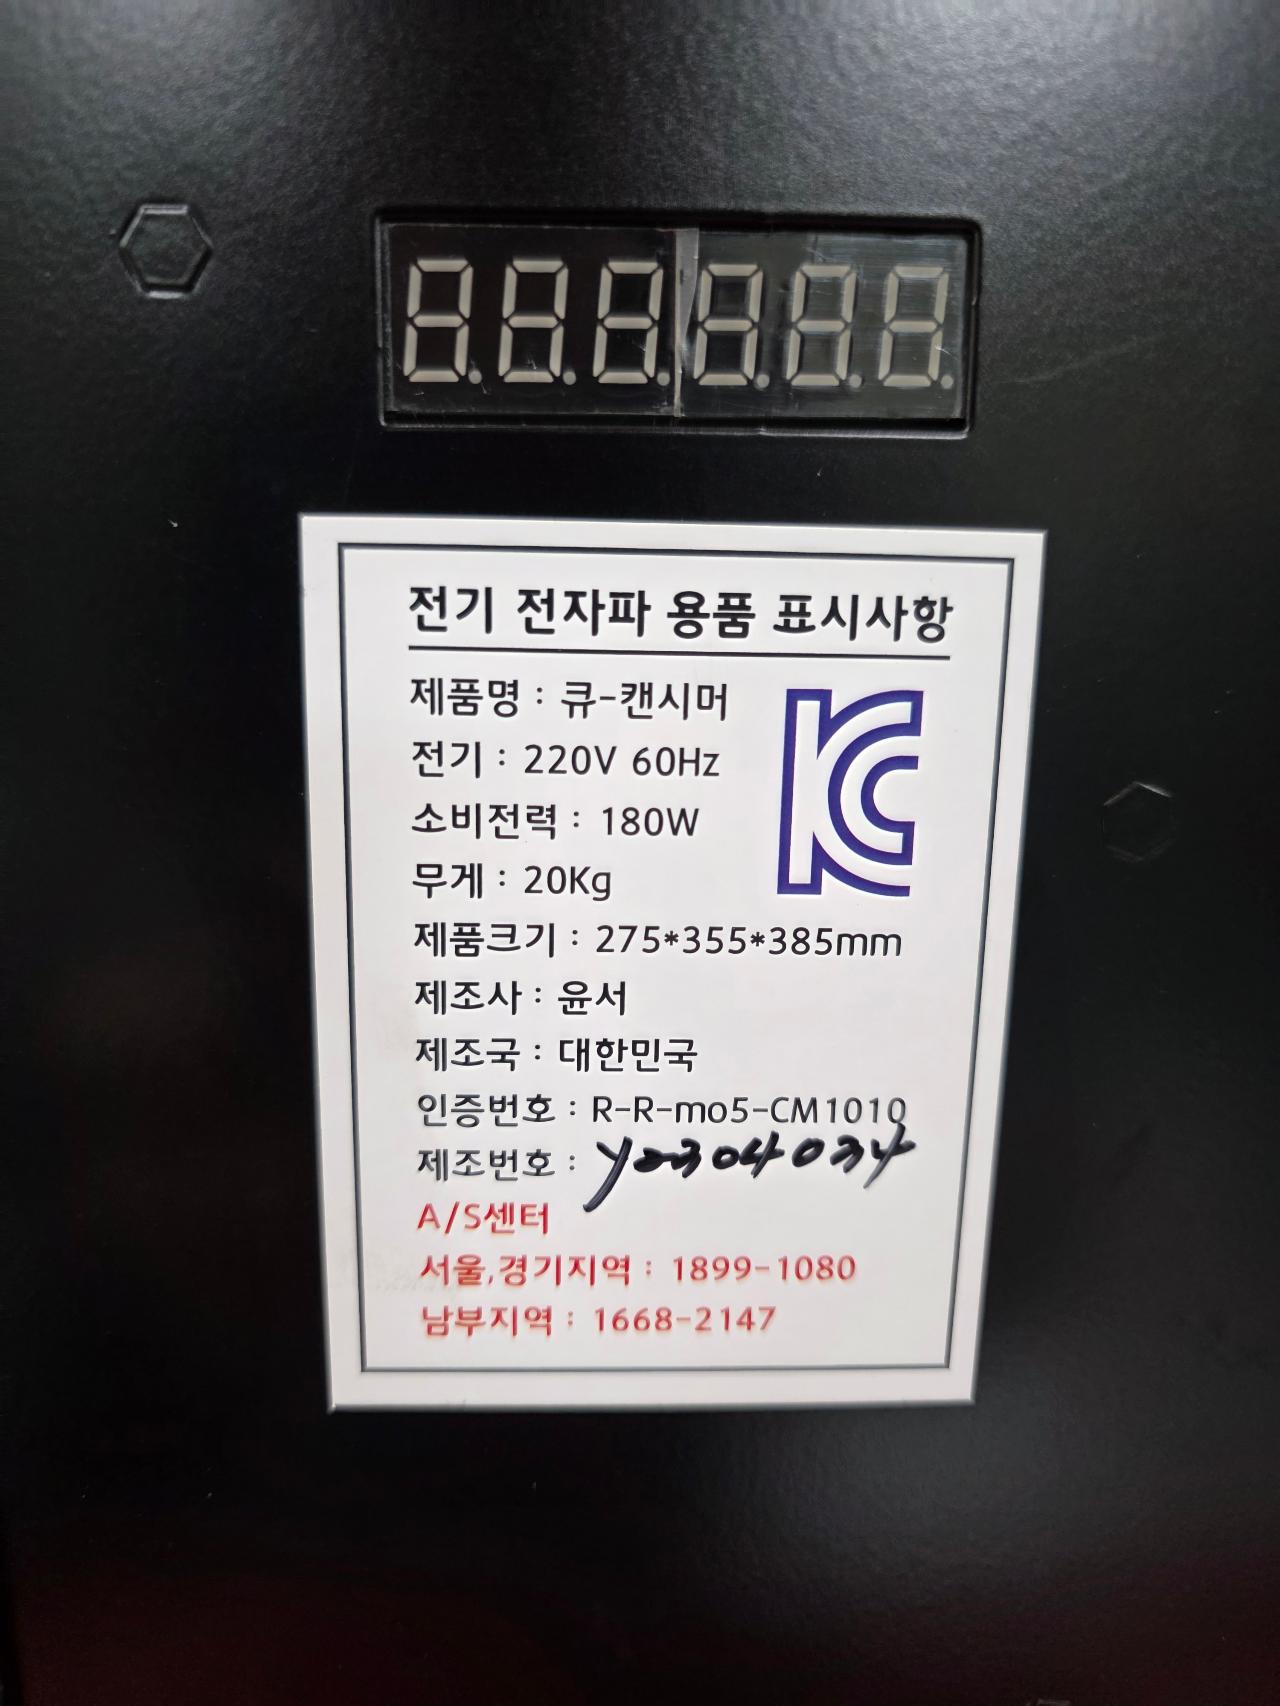 전기 전자파 용품 표시사항
제품명 : 큐-캔시머
전기 : 220V 60Hz
소비전력 : 180W
무게 : 20Kg
제품크기 : 275*355*385mm
제조사 : 윤서
제조국 : 대한민국
인증번호 : R-R-mo5-CM1010
제조번호 : Y02304034
A/S센터
서울,경기지역 : 1899-1080
남부지역 : 1668-2147